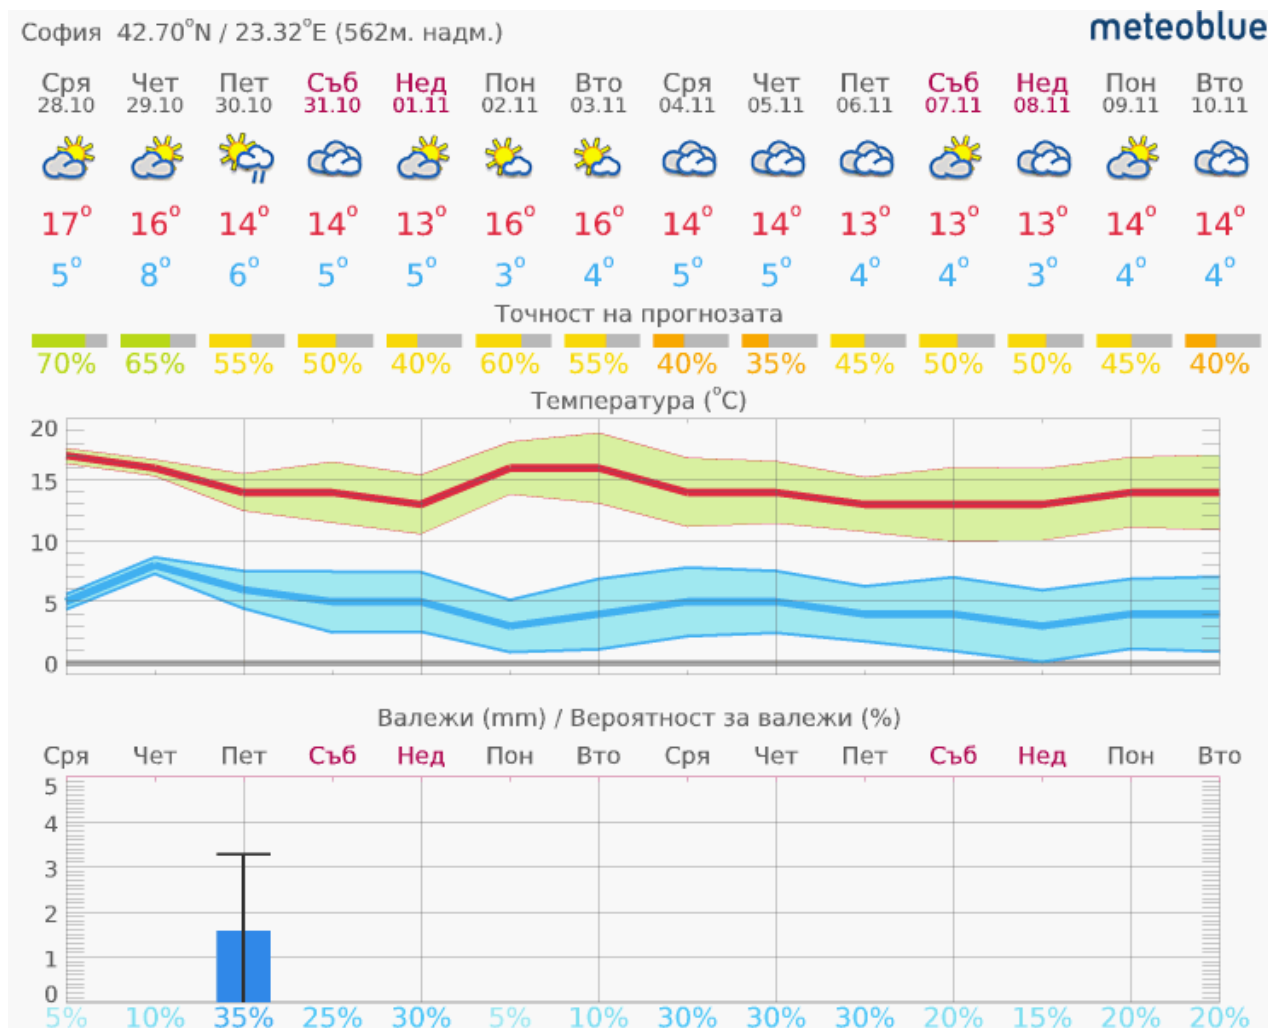 София 42.70°N / 23.32°E (562м. надм.)
meteoblue
Сря Чет Пет Съб Нед Пон Вто Сря Чет Пет Съб Нед Пон Вто
28.10 29.10 30.10 31.10 01.11 02.11 03.11 04.11 05.11 06.11 07.11 08.11 09.11 10.11
17° 16° 14° 14° 13° 16° 16° 14° 14° 13° 13° 13° 14° 14°
5° 8° 6° 5° 5° 3° 4° 5° 5° 4° 4° 3° 4° 4°
Точност на прогнозата
70% 65% 55% 50% 40% 60% 55% 40% 35% 45% 50% 50% 45% 40%
Температура (°C)
20
15
10
5
0
Валежи (mm) / Вероятност за валежи (%)
Сря Чет Пет Съб Нед Пон Вто Сря Чет Пет Съб Нед Пон Вто
5
4
3
2
1
0
5% 10% 35% 25% 30% 5% 10% 30% 30% 30% 20% 15% 20% 20%